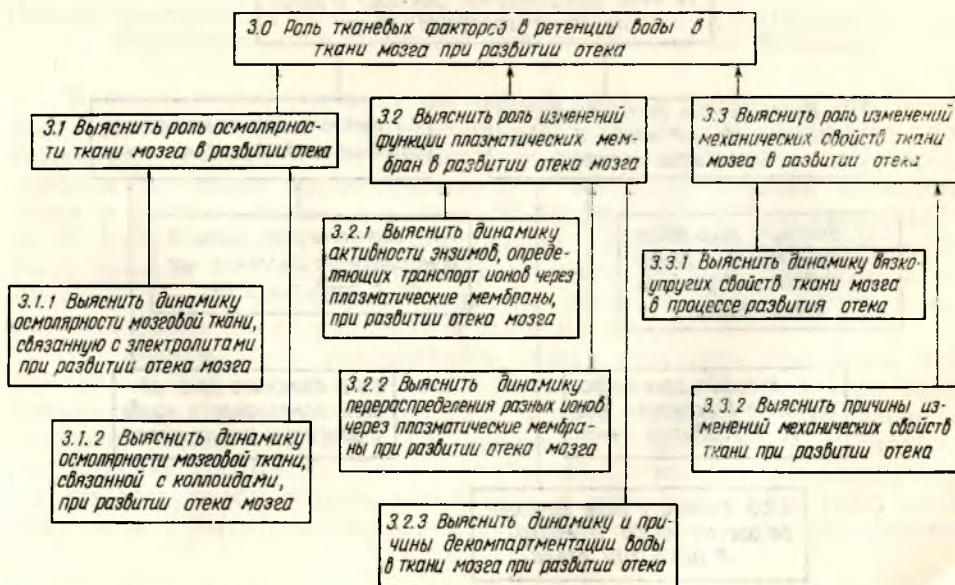 3.0 Роль тканевых факторов в ретенции воды в
ткани мозга при развитии отека
3.1 Выяснить роль осмолярнос-
ти ткани мозга в развитии отека
3.2 Выяснить роль изменений
функции плазматических мем-
бран в развитии отека мозга
3.3 Выяснить роль изменений
механических свойств ткани
мозга в развитии отека
3.1.1 Выяснить динамику
осмолярности мозговой ткани,
связанную с электролитами
при развитии отека мозга
3.2.1 Выяснить динамику
активности энзимов, опреде-
ляющих транспорт ионов через
плазматические мембраны,
при развитии отека мозга
3.3.1 Выяснить динамику вязко-
упругих свойств ткани мозга
в процессе развития отека
3.1.2 Выяснить динамику
осмолярности мозговой ткани,
связанной с коллоидами,
при развитии отека мозга
3.2.2 Выяснить динамику
перераспределения разных ионов
через плазматические мембра-
ны при развитии отека мозга
3.3.2 Выяснить причины из-
менений механических свойств
ткани при развитии отека
3.2.3 Выяснить динамику и при-
чины декомпартментации воды
в ткани мозга при развитии отека